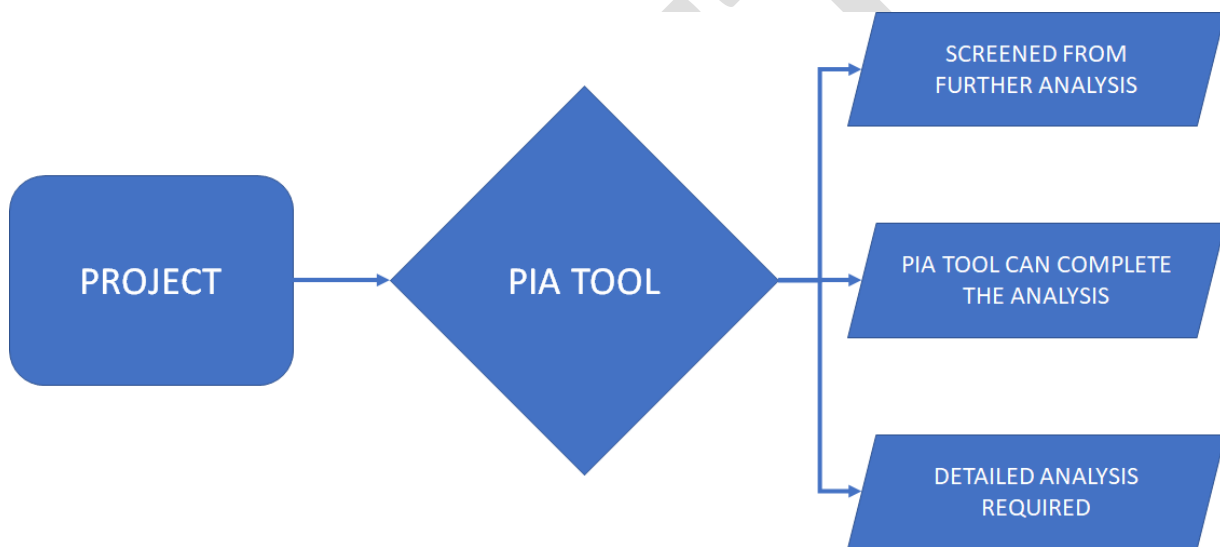 PROJECT
PIA TOOL
SCREENED FROM
FURTHER ANALYSIS
PIA TOOL CAN COMPLETE
THE ANALYSIS
DETAILED ANALYSIS
REQUIRED